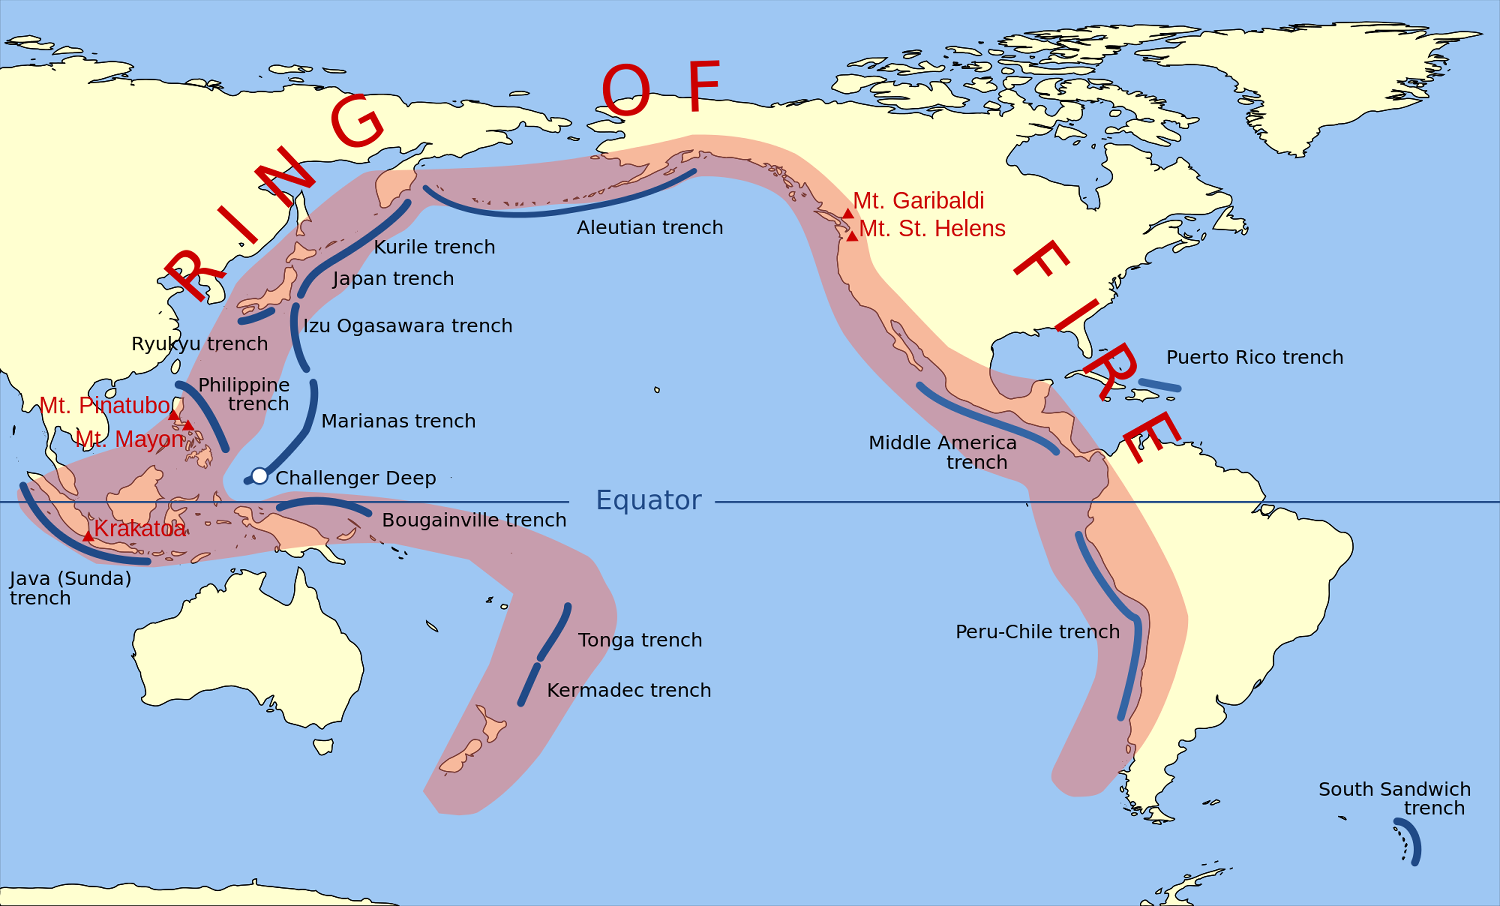 RING OF FIRE
Mt. Garibaldi
Mt. St. Helens
Aleutian trench
Kurile trench
Japan trench
Izu Ogasawara trench
Ryukyu trench
Puerto Rico trench
Philippine
trench
Mt. Pinatubo
Mt. Mayon
Marianas trench
Middle America
trench
Challenger Deep
Equator
Bougainville trench
Krakatoa
Java (Sunda)
trench
Tonga trench
Peru-Chile trench
Kermadec trench
South Sandwich
trench